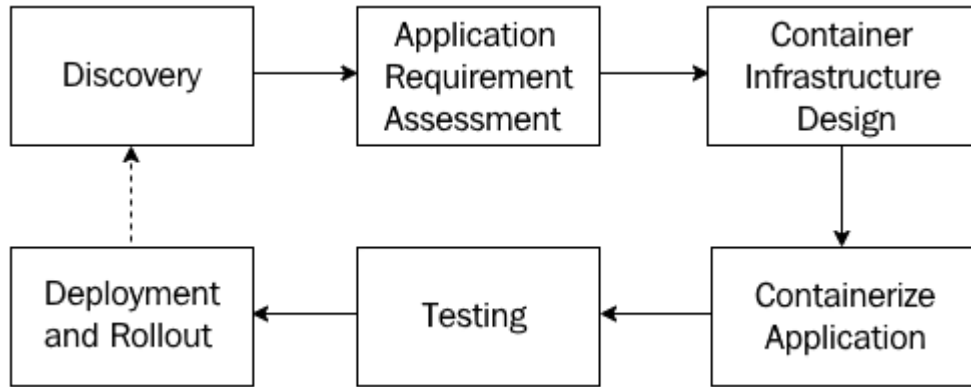 Discovery
Application
Requirement
Assessment
Container
Infrastructure
Design
Deployment
and Rollout
Testing
Containerize
Application